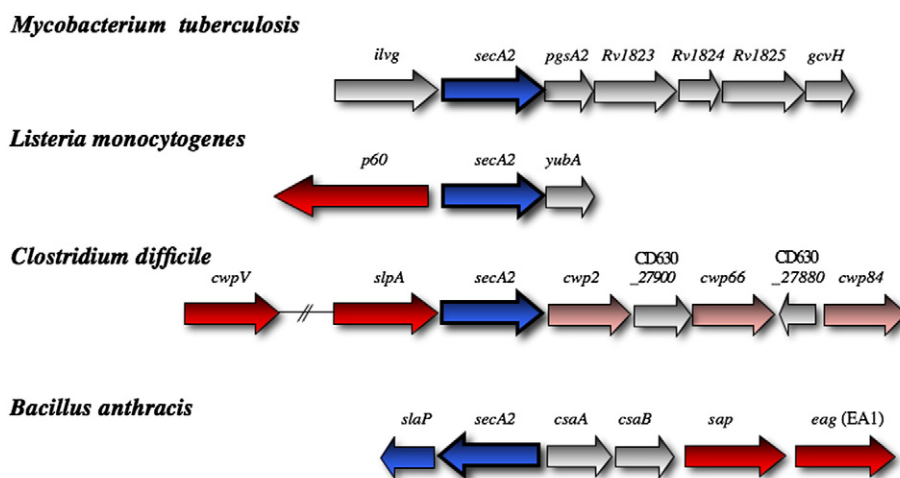 Mycobacterium tuberculosis
ilvg secA2 pgsA2 Rv1823 Rv1824 Rv1825 gcvH
Listeria monocytogenes
p60 secA2 yubA
Clostridium difficile
CD630 CD630
cwpV slpA secA2 cwp2 _27900 cwp66 _27880 cwp84
//
Bacillus anthracis
slaP secA2 csaA csaB sap eag (EA1)